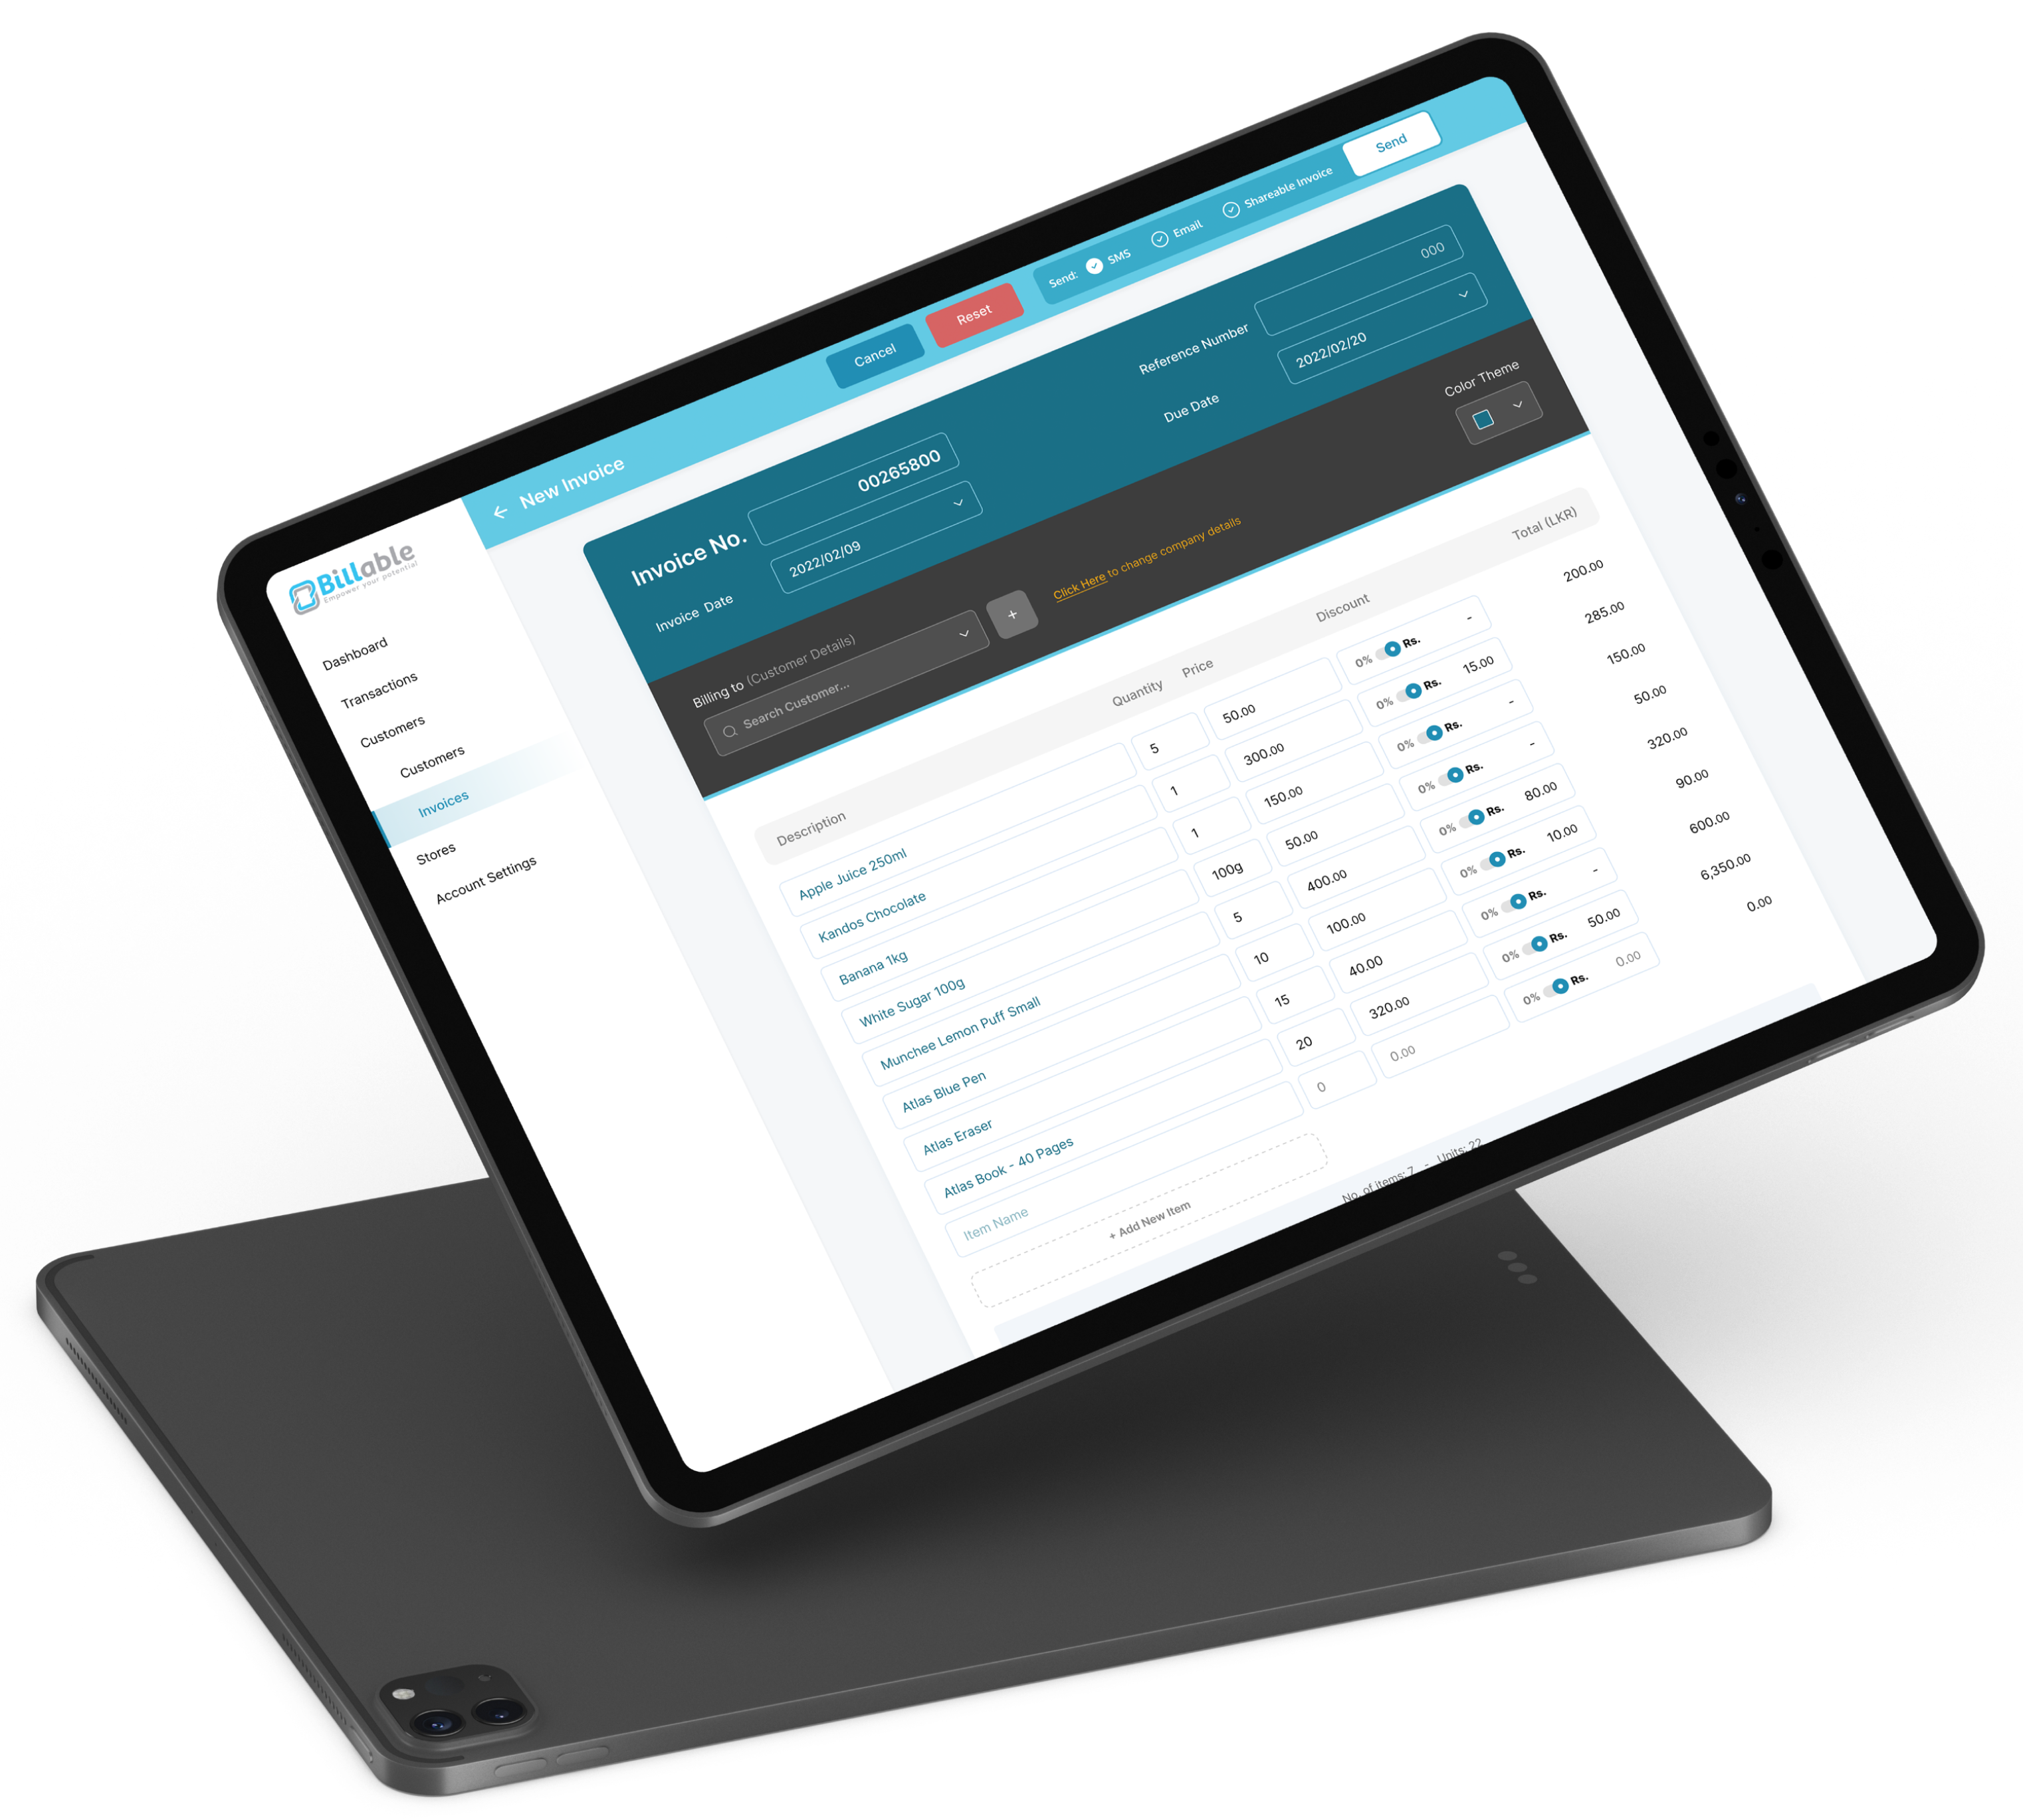 Billable
Empower your potential
Dashboard
Transactions
Customers
Customers
Invoices
Stores
Account Settings
← New Invoice
Cancel
Reset
Send:
SMS
Email
Shareable Invoice
Send
Invoice No. 00265800
Reference Number 000
Invoice Date 2022/02/09
Due Date 2022/02/20
Billing to (Customer Details)
Search Customer...
+
Click Here to change company details
Color Theme
Description Quantity Price Discount Total (LKR)
Apple Juice 250ml 5 50.00 0% Rs. - 200.00
Kandos Chocolate 1 300.00 0% Rs. 15.00 285.00
Banana 1kg 1 150.00 0% Rs. - 150.00
White Sugar 100g 100g 50.00 0% Rs. - 50.00
Munchee Lemon Puff Small 5 400.00 0% Rs. 80.00 320.00
Atlas Blue Pen 10 100.00 0% Rs. 10.00 90.00
Atlas Eraser 15 40.00 0% Rs. - 600.00
Atlas Book - 40 Pages 20 320.00 0% Rs. 50.00 6,350.00
Item Name 0 0.00 0% Rs. 0.00 0.00
+ Add New Item
No. of items: 7 - Units: 22